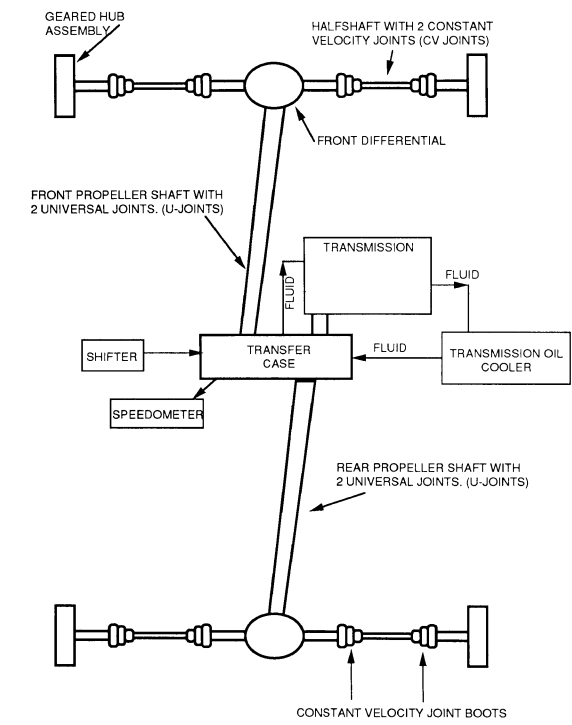 GEARED HUB
ASSEMBLY
HALFSHAFT WITH 2 CONSTANT
VELOCITY JOINTS (CV JOINTS)
FRONT DIFFERENTIAL
FRONT PROPELLER SHAFT WITH
2 UNIVERSAL JOINTS. (U-JOINTS)
TRANSMISSION
FLUID
FLUID
SHIFTER
TRANSFER
CASE
FLUID
TRANSMISSION OIL
COOLER
SPEEDOMETER
REAR PROPELLER SHAFT WITH
2 UNIVERSAL JOINTS. (U-JOINTS)
CONSTANT VELOCITY JOINT BOOTS